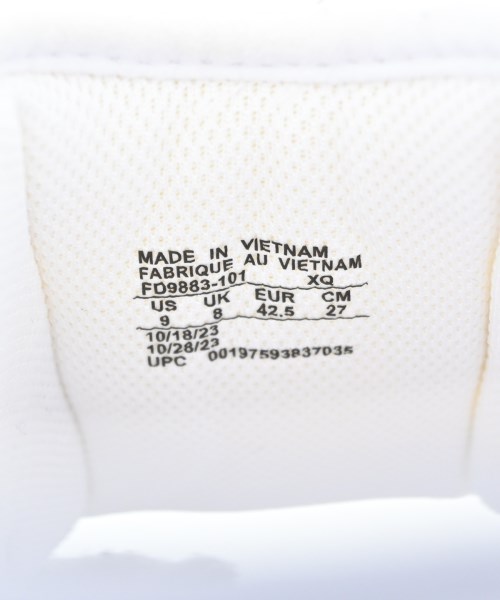 MADE IN VIETNAM
FABRIQUE AU VIETNAM
FD9883-101 XQ
US UK EUR CM
9 8 42.5 27
10/18/23
10/28/23
UPC 00197593837035